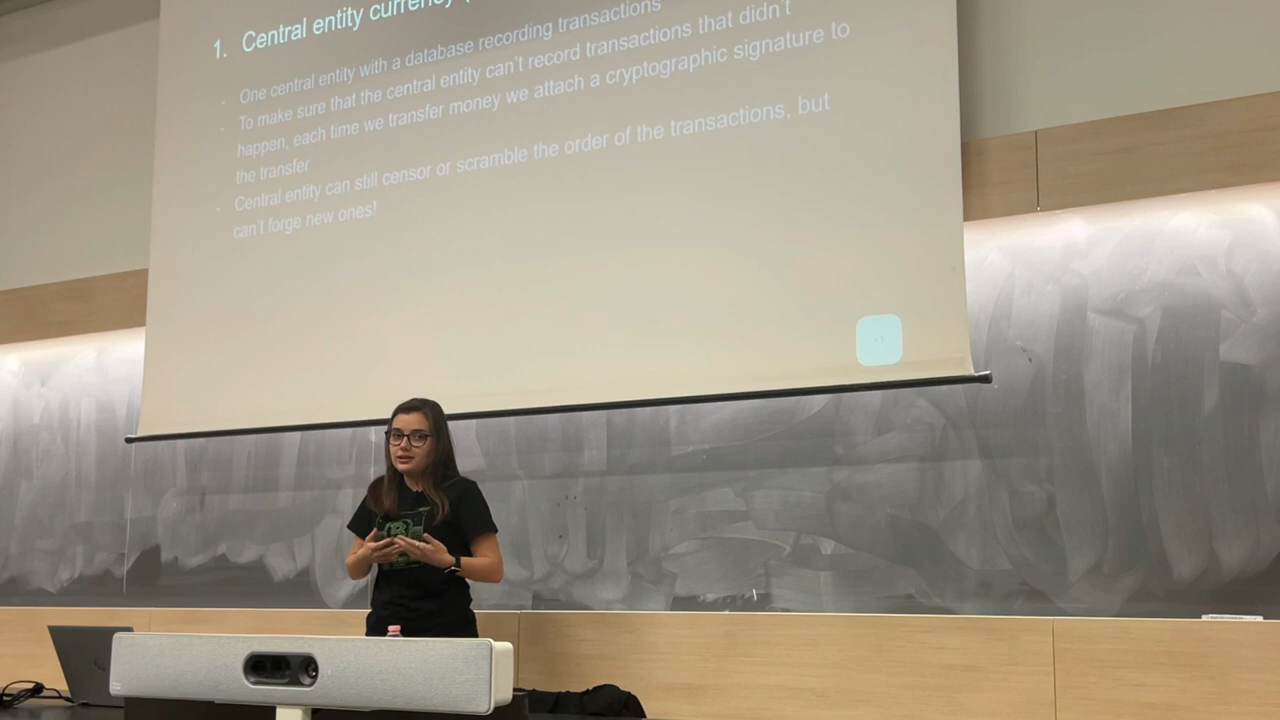 1. Central entity currency (
- One central entity with a database recording transactions
- To make sure that the central entity can't record transactions that didn't
happen, each time we transfer money we attach a cryptographic signature to
the transfer
- Central entity can still censor or scramble the order of the transactions, but
can't forge new ones!